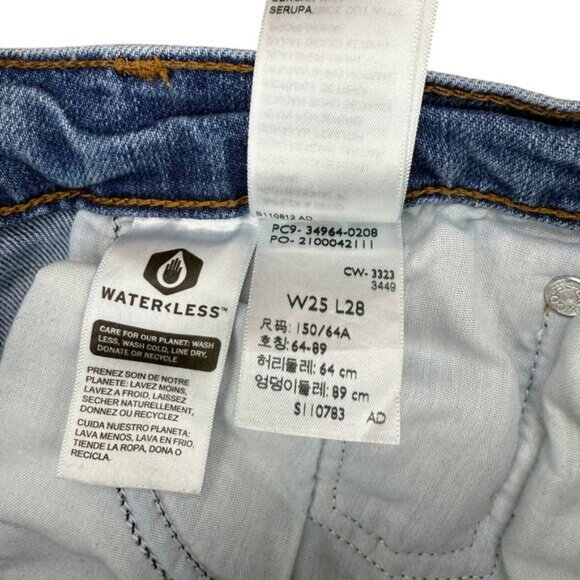 SERUPA.
S110812 AD
PC9- 34964-0208
PO- 2100042111
CW- 3323
3449
W25 L28
尺码: 150/64A
호칭: 64-89
허리둘레: 64 cm
엉덩이둘레: 89 cm
S110783 AD
WATER<LESS™
CARE FOR OUR PLANET: WASH
LESS, WASH COLD, LINE DRY,
DONATE OR RECYCLE
PRENEZ SOIN DE NOTRE
PLANETE: LAVEZ MOINS,
LAVEZ A FROID, LAISSEZ
SECHER NATURELLEMENT,
DONNEZ OU RECYCLEZ
CUIDA NUESTRO PLANETA:
LAVA MENOS, LAVA EN FRIO,
TIENDE LA ROPA, DONA O
RECICLA.